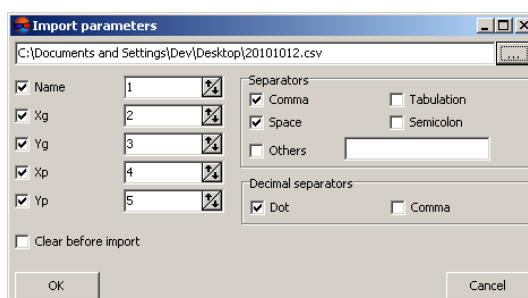 Import parameters
C:\Documents and Settings\Dev\Desktop\20101012.csv ...
Name 1
Xg 2
Yg 3
Xp 4
Yp 5
Clear before import
Separators
Comma Tabulation
Space Semicolon
Others
Decimal separators
Dot Comma
OK Cancel